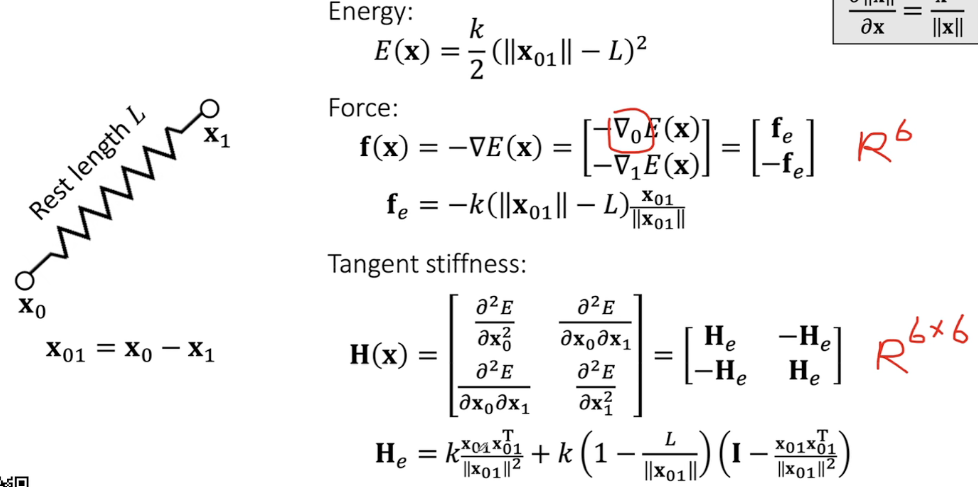 Energy:
E(x) = k/2 (‖x₀₁‖ − L)²
∂‖x‖/∂x = x/‖x‖
Rest length L
x₁
x₀
x₀₁ = x₀ − x₁
Force:
f(x) = −∇E(x) = [−∇₀E(x); −∇₁E(x)] = [fₑ; −fₑ] R⁶
fₑ = −k(‖x₀₁‖ − L) x₀₁/‖x₀₁‖
Tangent stiffness:
H(x) = [∂²E/∂x₀² ∂²E/∂x₀∂x₁; ∂²E/∂x₀∂x₁ ∂²E/∂x₁²] = [Hₑ −Hₑ; −Hₑ Hₑ] R⁶ˣ⁶
Hₑ = k x₀₁x₀₁ᵀ/‖x₀₁‖² + k (1 − L/‖x₀₁‖) (I − x₀₁x₀₁ᵀ/‖x₀₁‖²)